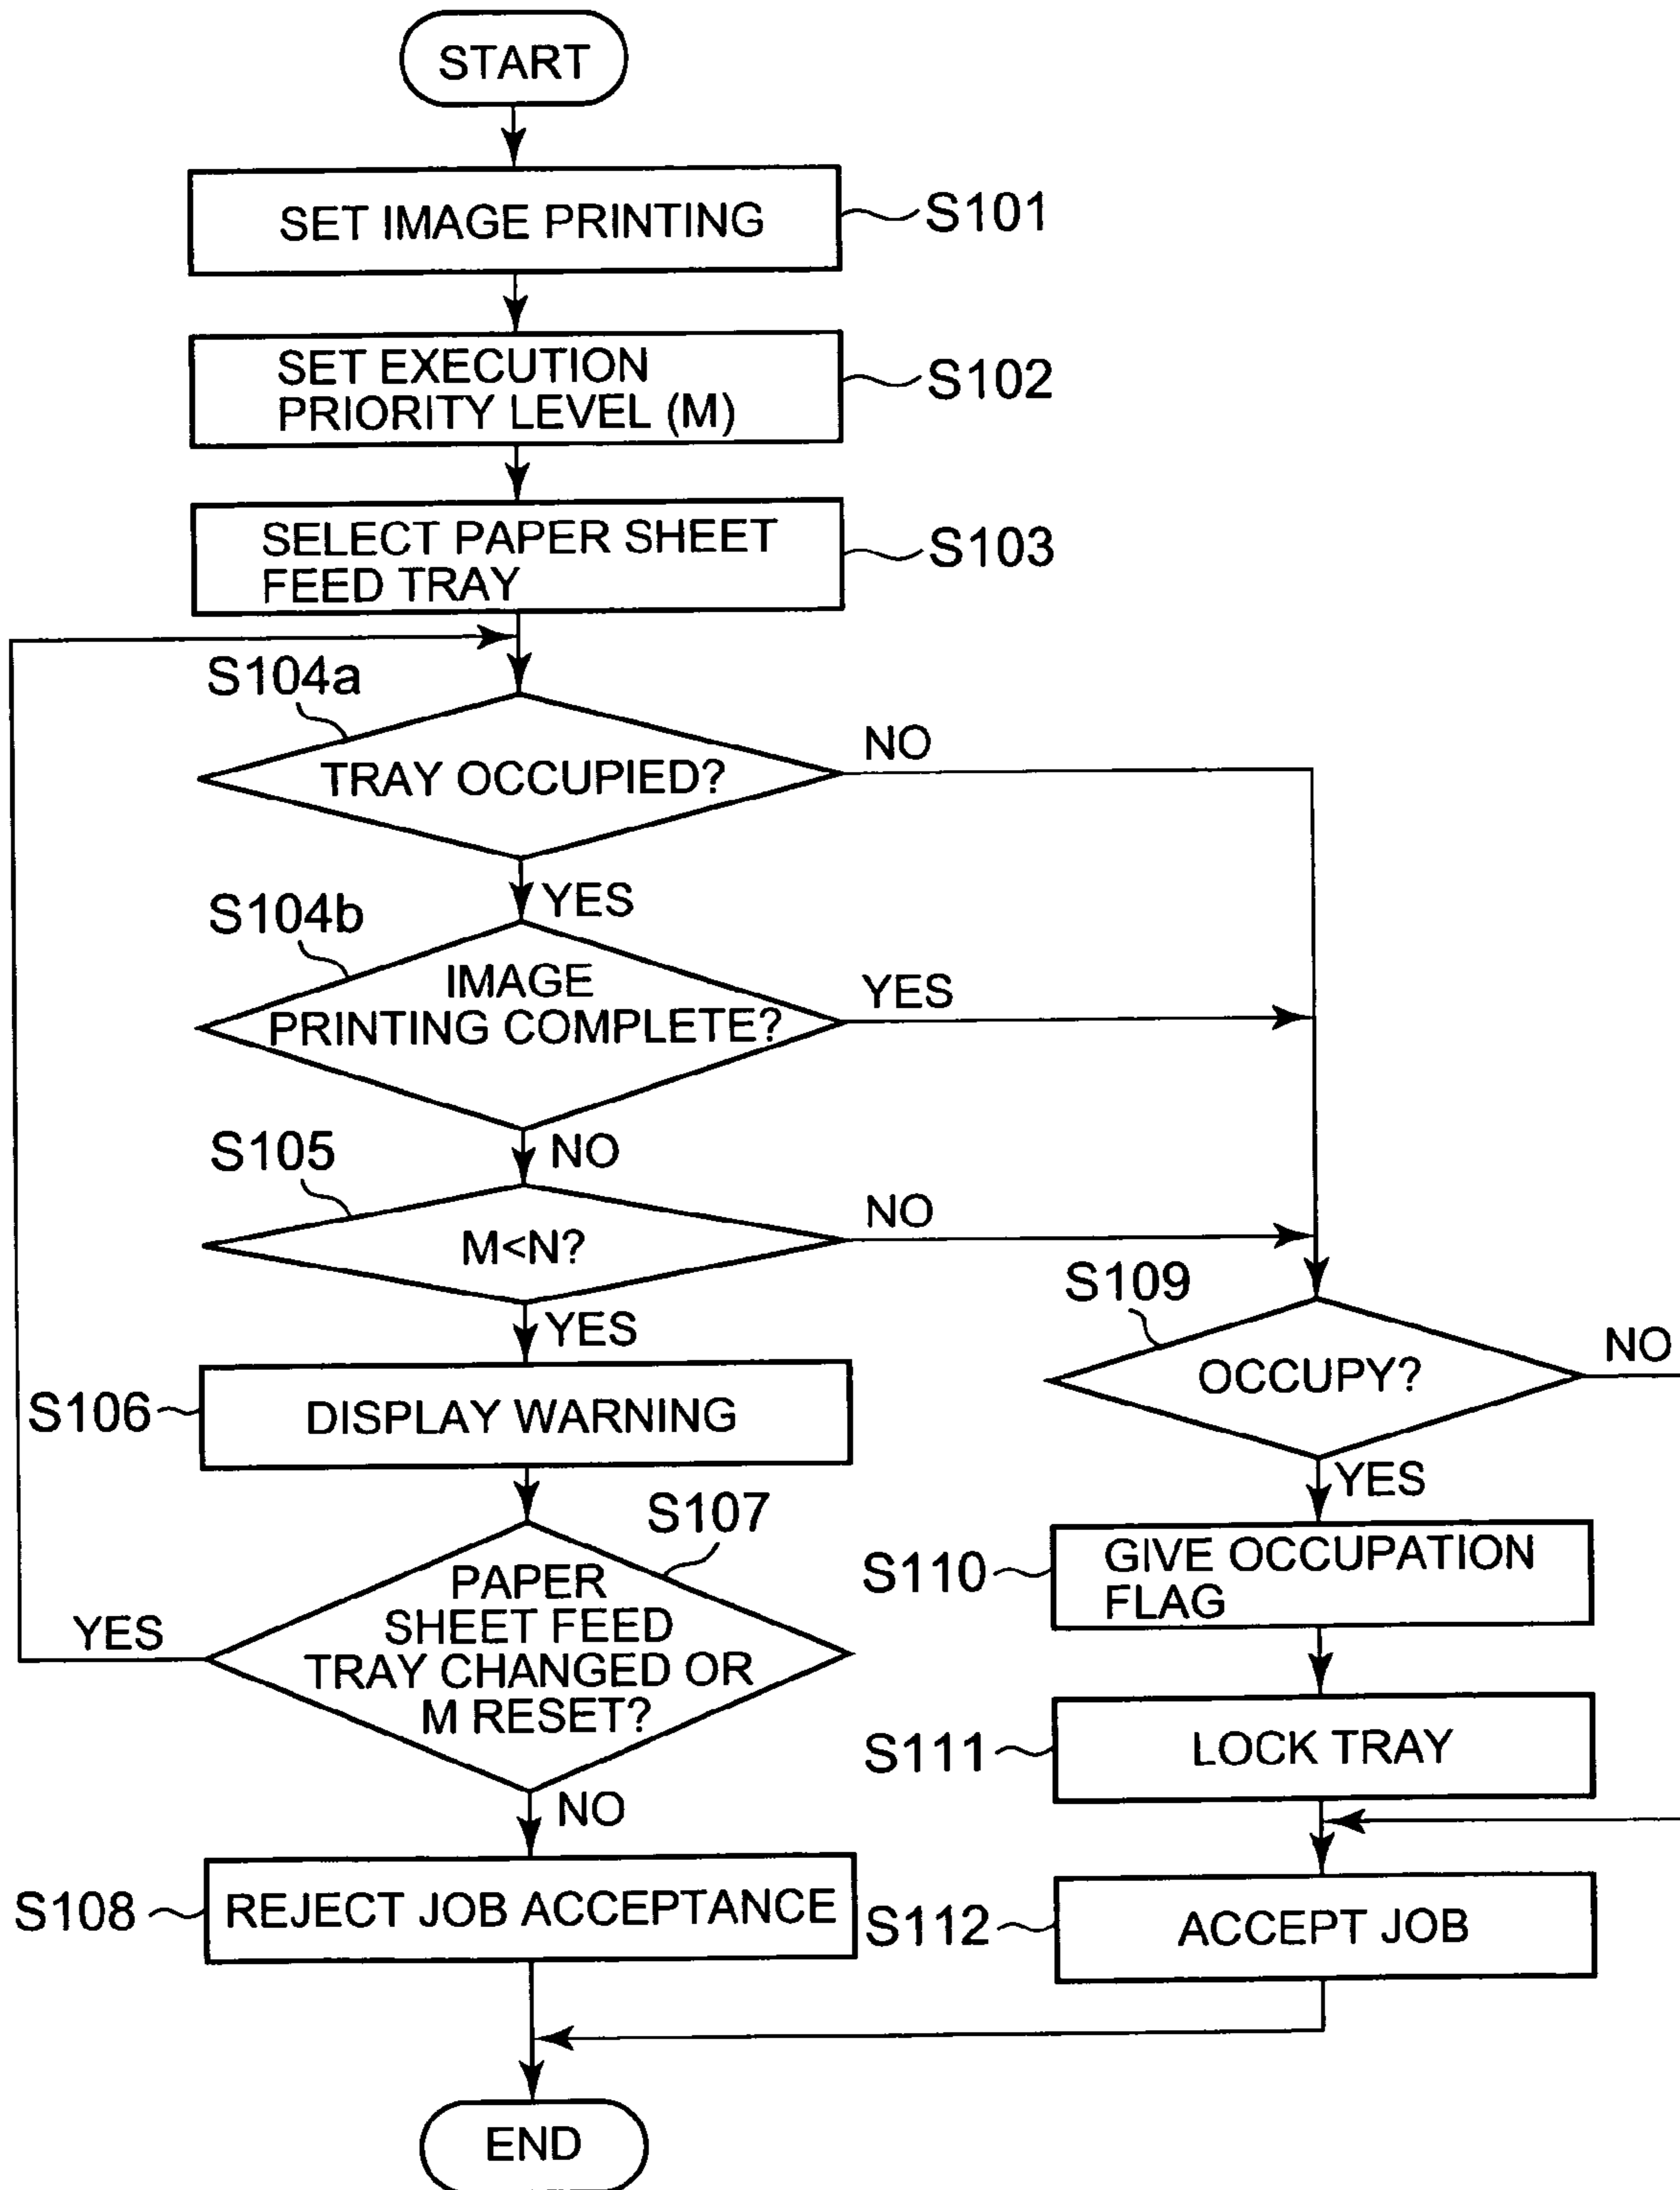 START
SET IMAGE PRINTING
S101
SET EXECUTION
PRIORITY LEVEL (M)
S102
SELECT PAPER SHEET
FEED TRAY
S103
S104a
TRAY OCCUPIED?
NO
YES
S104b
IMAGE
PRINTING COMPLETE?
YES
NO
S105
M<N?
NO
YES
S106
DISPLAY WARNING
S107
PAPER
SHEET FEED
TRAY CHANGED OR
M RESET?
YES
NO
S108
REJECT JOB ACCEPTANCE
S109
OCCUPY?
NO
YES
S110
GIVE OCCUPATION
FLAG
S111
LOCK TRAY
S112
ACCEPT JOB
END